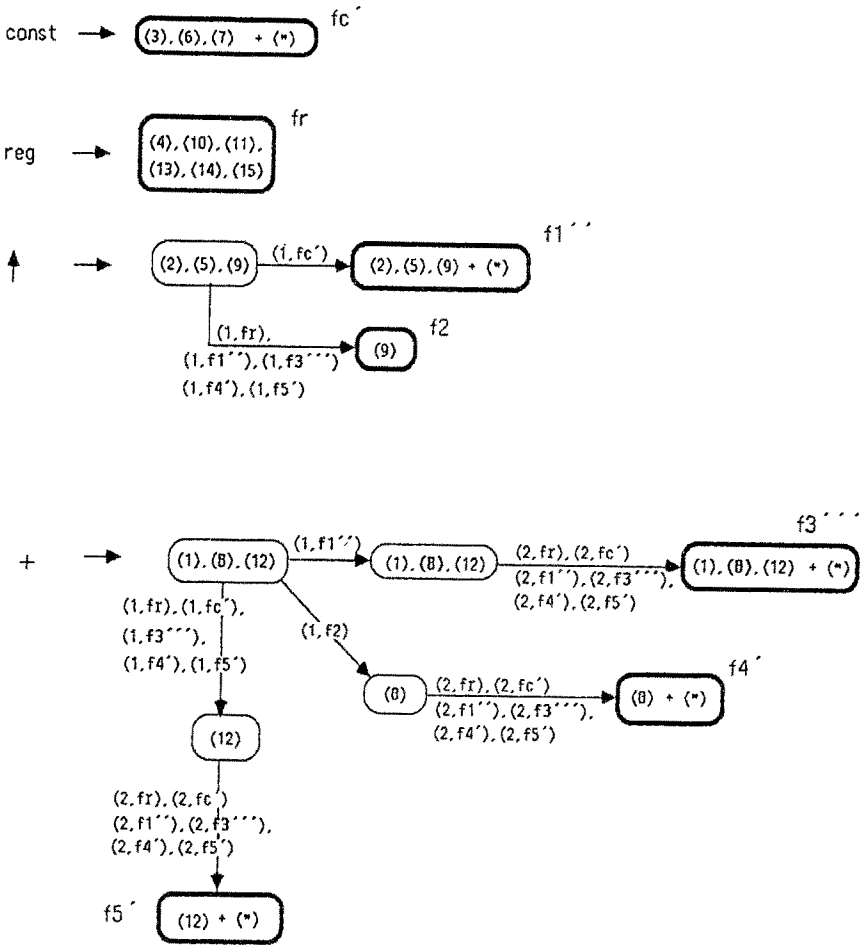 const (3),(6),(7) + (*) fc´
reg (4),(10),(11), fr
(13),(14),(15)
↑ (2),(5),(9) (1,fc´) (2),(5),(9) + (*) f1´´
(1,fr), (9) f2
(1,f1´´),(1,f3´´´)
(1,f4´),(1,f5´)
+ (1),(8),(12) (1,f1´´) (1),(8),(12) (2,fr),(2,fc´) (1),(8),(12) + (*) f3´´´
(2,f1´´),(2,f3´´´),
(2,f4´),(2,f5´)
(1,fr),(1,fc´),
(1,f3´´´),
(1,f4´),(1,f5´)
(1,f2)
(8) (2,fr),(2,fc´) (8) + (*) f4´
(2,f1´´),(2,f3´´´),
(2,f4´),(2,f5´)
(12)
(2,fr),(2,fc´)
(2,f1´´),(2,f3´´´),
(2,f4´),(2,f5´)
f5´ (12) + (*)